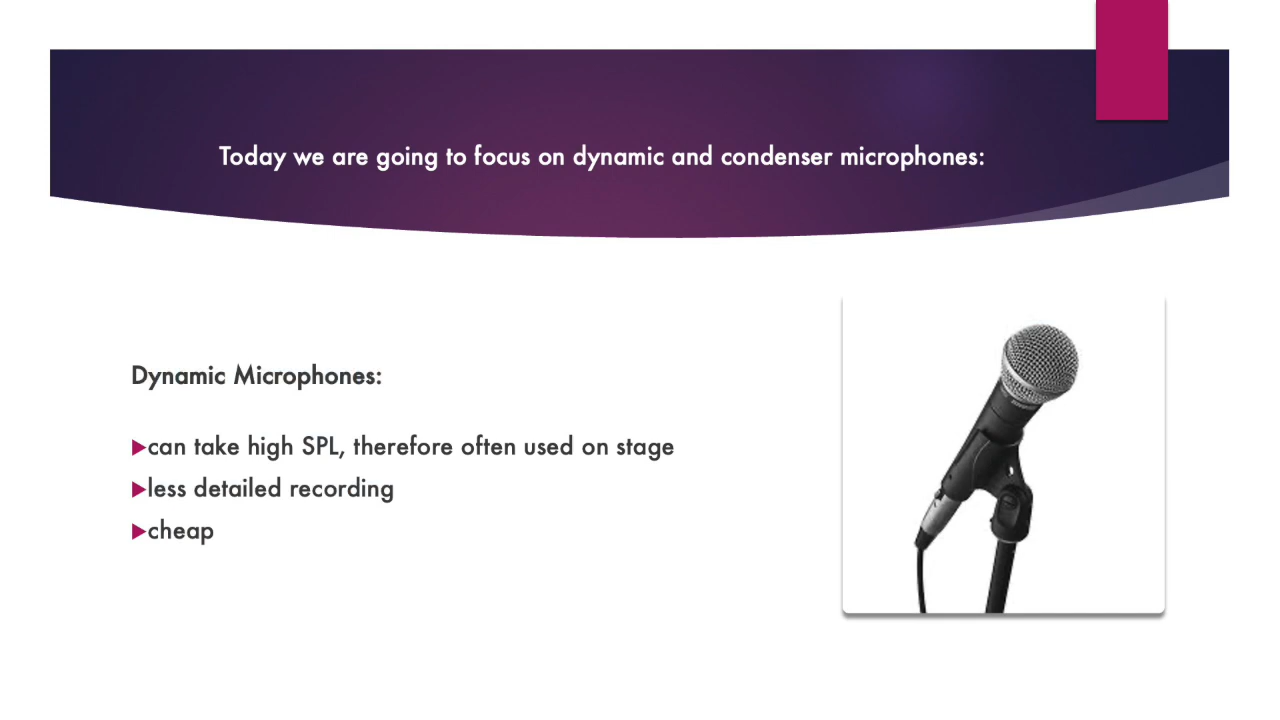 Today we are going to focus on dynamic and condenser microphones:
Dynamic Microphones:
can take high SPL, therefore often used on stage
less detailed recording
cheap